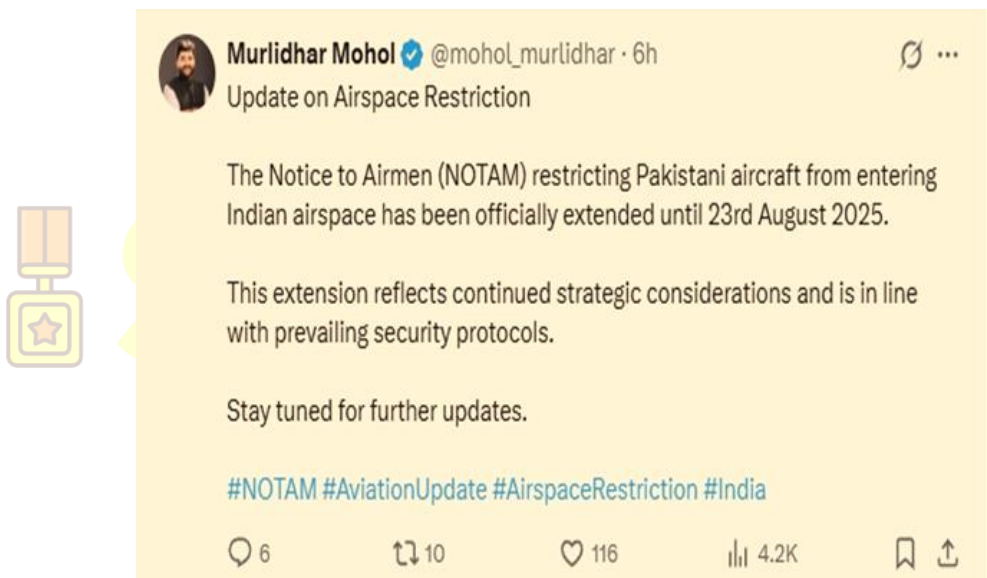 Murlidhar Mohol @mohol_murlidhar · 6h
Update on Airspace Restriction
The Notice to Airmen (NOTAM) restricting Pakistani aircraft from entering
Indian airspace has been officially extended until 23rd August 2025.
This extension reflects continued strategic considerations and is in line
with prevailing security protocols.
Stay tuned for further updates.
#NOTAM #AviationUpdate #AirspaceRestriction #India
6 10 116 4.2K